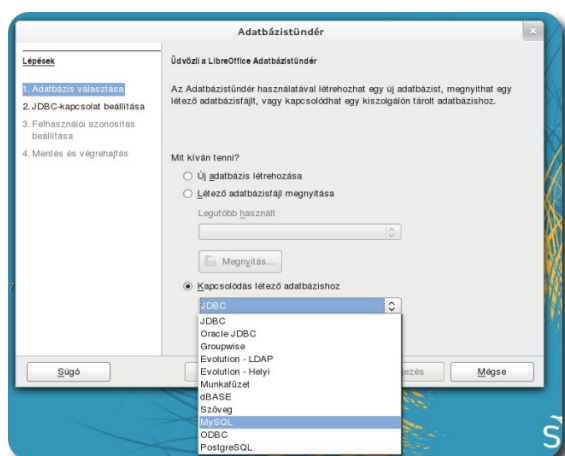 Adatbázistündér
Lépések
1. Adatbázis választása
2. JDBC-kapcsolat beállítása
3. Felhasználói azonosítás
beállítása
4. Mentés és végrehajtás
Üdvözli a LibreOffice Adatbázistündér
Az Adatbázistündér használatával létrehozhat egy új adatbázist, megnyithat egy
létező adatbázisfájlt, vagy kapcsolódhat egy kiszolgálón tárolt adatbázishoz.
Mit kíván tenni?
Új adatbázis létrehozása
Létező adatbázisfájl megnyitása
Legutóbb használt
Megnyitás...
Kapcsolódás létező adatbázishoz
JDBC
JDBC
Oracle JDBC
Groupwise
Evolution - LDAP
Evolution - Helyi
Munkafüzet
dBASE
Szöveg
MySQL
ODBC
PostgreSQL
Súgó
ezés
Mégse